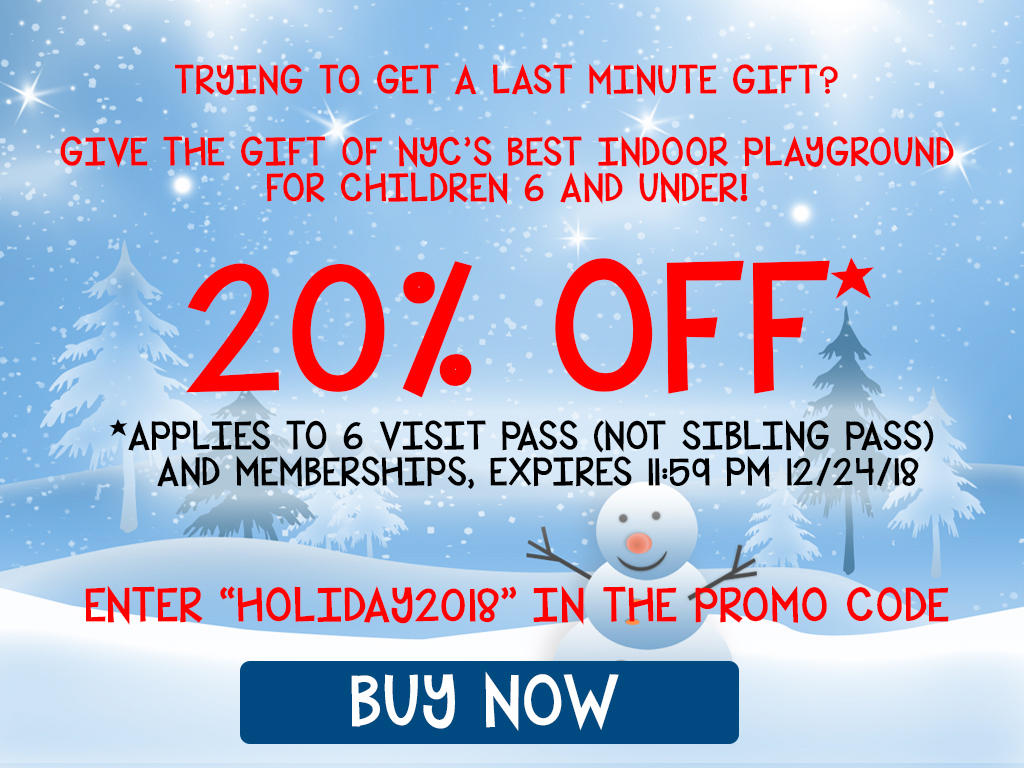 TRYING TO GET A LAST MINUTE GIFT?
GIVE THE GIFT OF NYC'S BEST INDOOR PLAYGROUND
FOR CHILDREN 6 AND UNDER!
20% OFF★
★APPLIES TO 6 VISIT PASS (NOT SIBLING PASS)
AND MEMBERSHIPS, EXPIRES 11:59 PM 12/24/18
ENTER “HOLIDAY2018” IN THE PROMO CODE
BUY NOW